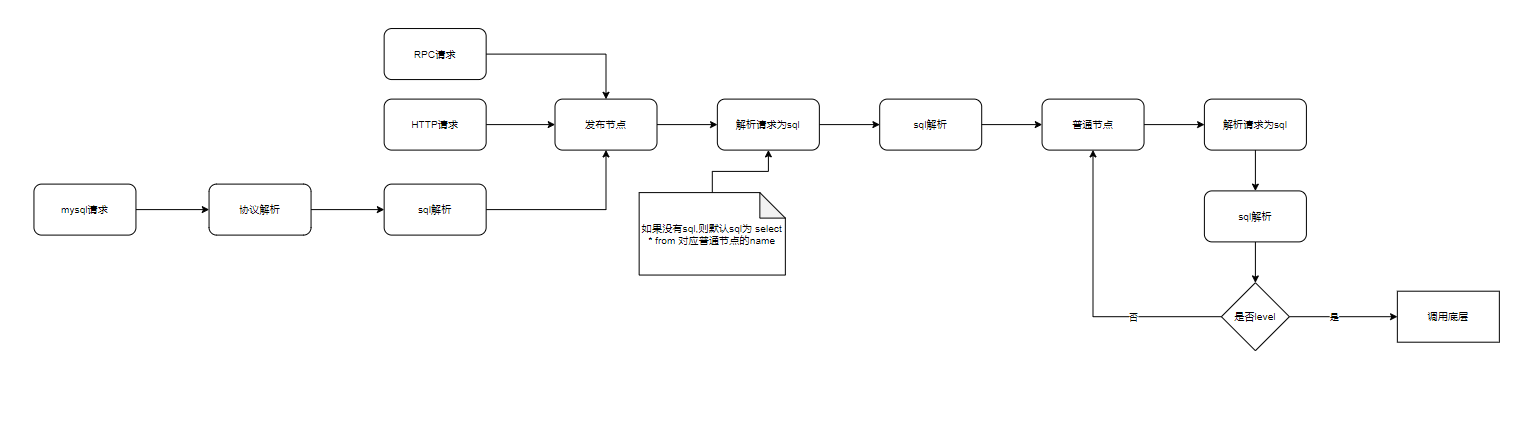 RPC请求
HTTP请求
发布节点
解析请求为sql
sql解析
普通节点
解析请求为sql
mysql请求
协议解析
sql解析
sql解析
如果没有sql,则默认sql为 select
* from 对应普通节点的name
否
是否level
是
调用底层